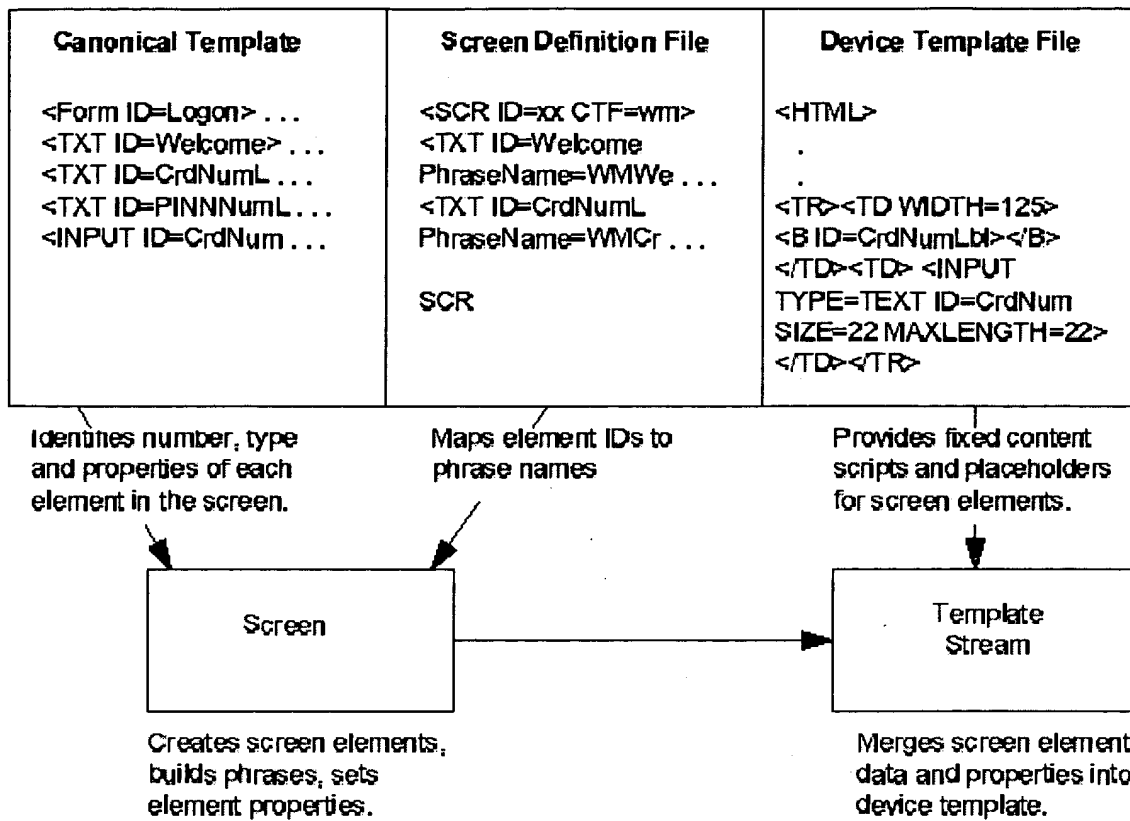 Canonical Template
<Form ID=Logon> ...
<TXT ID=Welcome> ...
<TXT ID=CrdNumL ...
<TXT ID=PINNNumL ...
<INPUT ID=CrdNum ...
Screen Definition File
<SCR ID=xx CTF=wm>
<TXT ID=Welcome
PhraseName=WMWe ...
<TXT ID=CrdNumL
PhraseName=WMCr ...
SCR
Device Template File
<HTML>
.
.
<TR><TD WIDTH=125>
<B ID=CrdNumLbl></B>
</TD><TD> <INPUT
TYPE=TEXT ID=CrdNum
SIZE=22 MAXLENGTH=22>
</TD></TR>
Identifies number, type
and properties of each
element in the screen.
Maps element IDs to
phrase names
Provides fixed content
scripts and placeholders
for screen elements.
Screen
Template
Stream
Creates screen elements,
builds phrases, sets
element properties.
Merges screen element
data and properties into
device template.